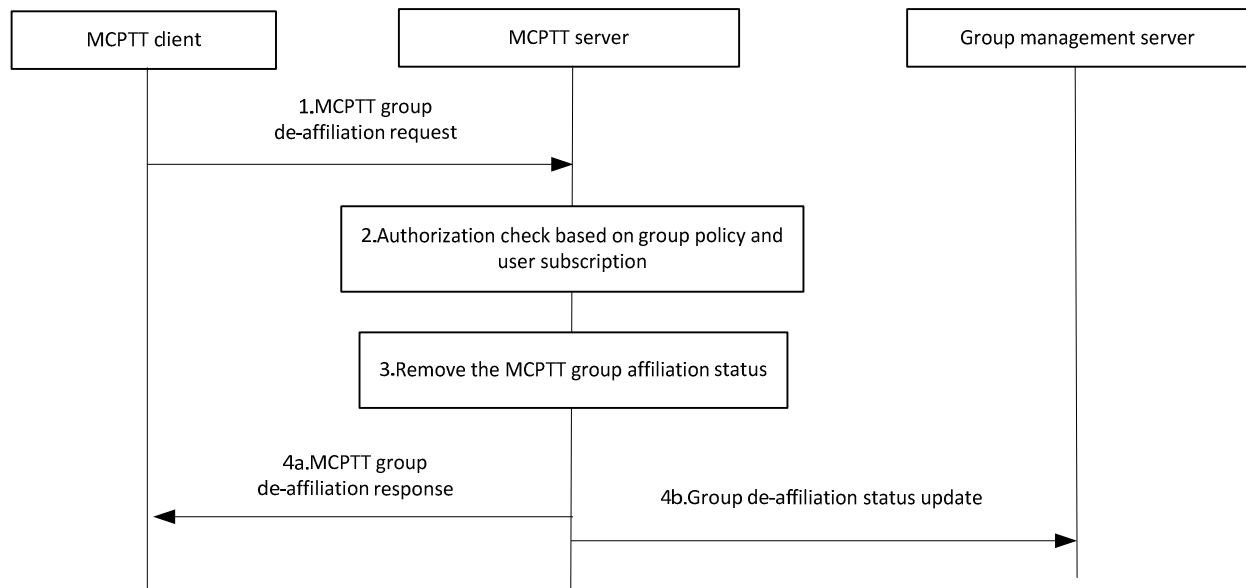 MCPTT client
MCPTT server
Group management server
1.MCPTT group
de-affiliation request
2.Authorization check based on group policy and
user subscription
3.Remove the MCPTT group affiliation status
4a.MCPTT group
de-affiliation response
4b.Group de-affiliation status update